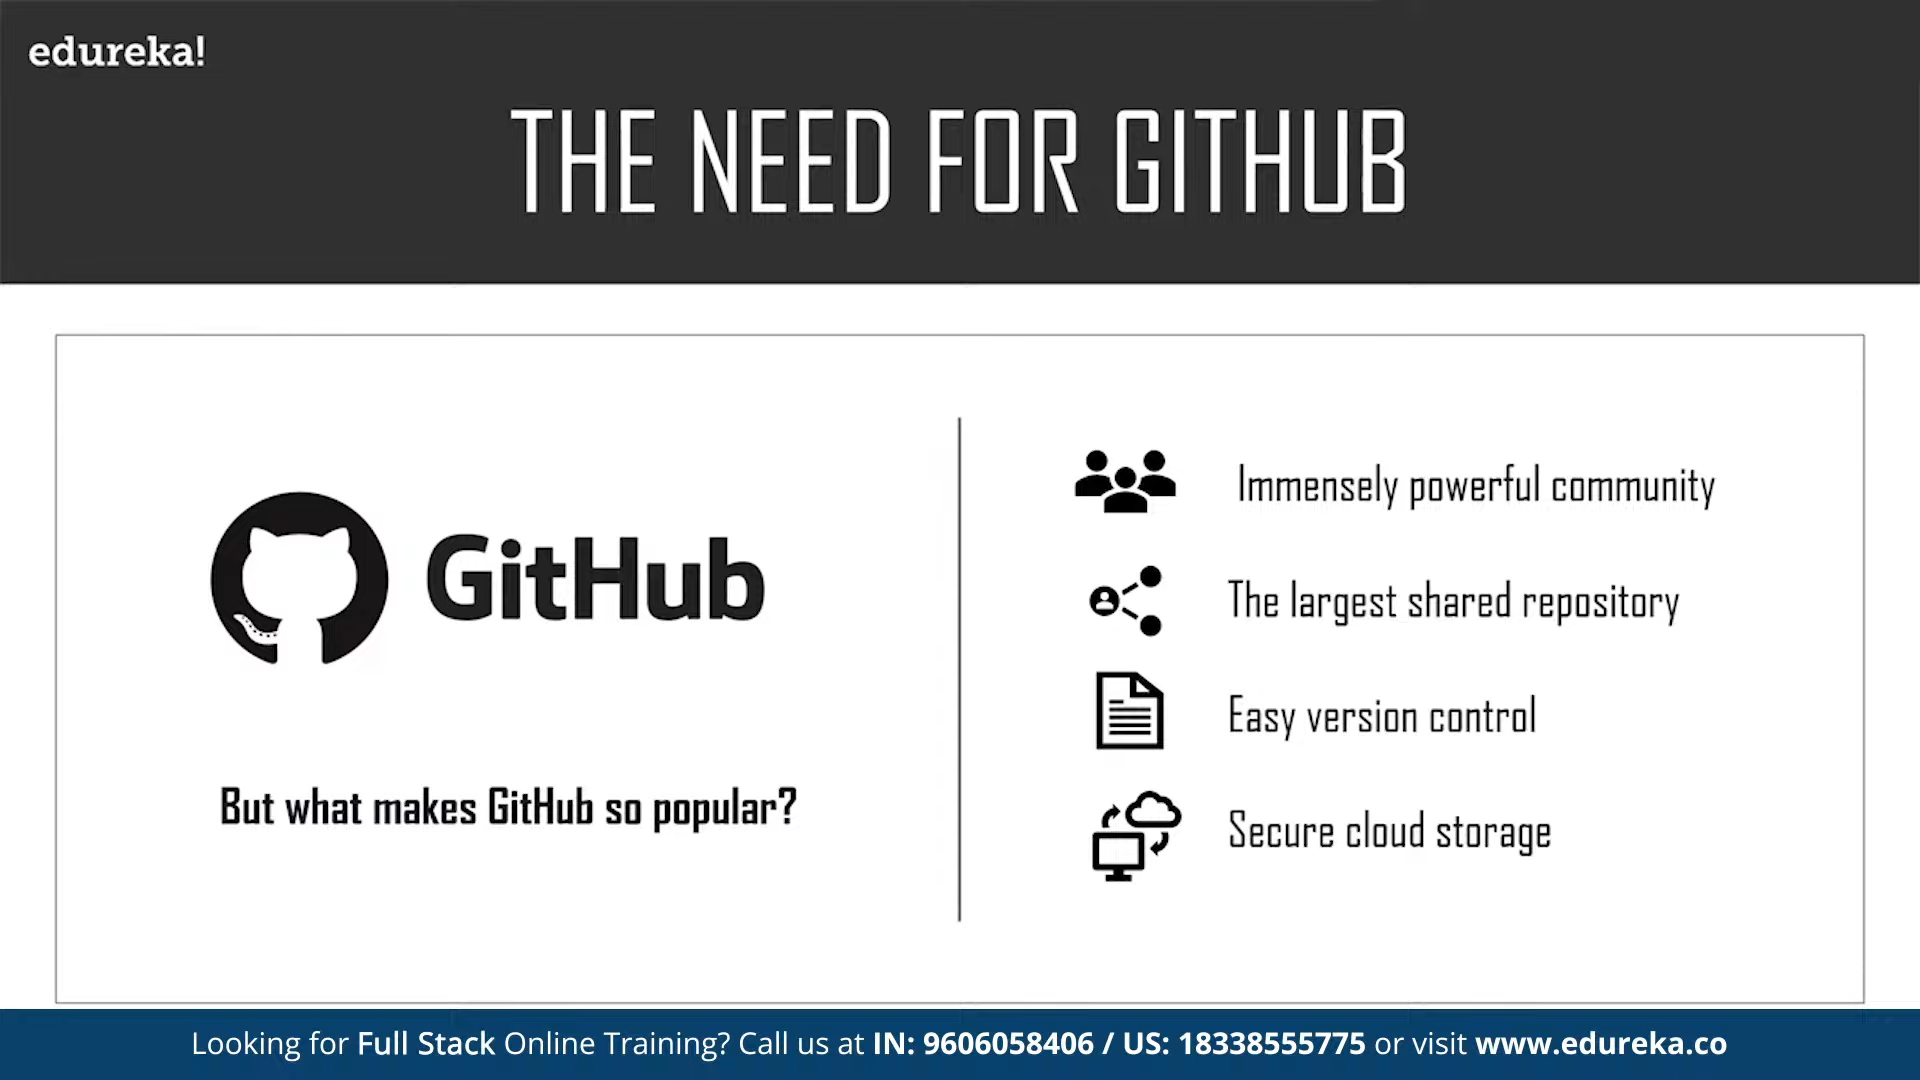 edureka!
THE NEED FOR GITHUB
GitHub
But what makes GitHub so popular?
Immensely powerful community
The largest shared repository
Easy version control
Secure cloud storage
Looking for Full Stack Online Training? Call us at IN: 9606058406 / US: 18338555775 or visit www.edureka.co